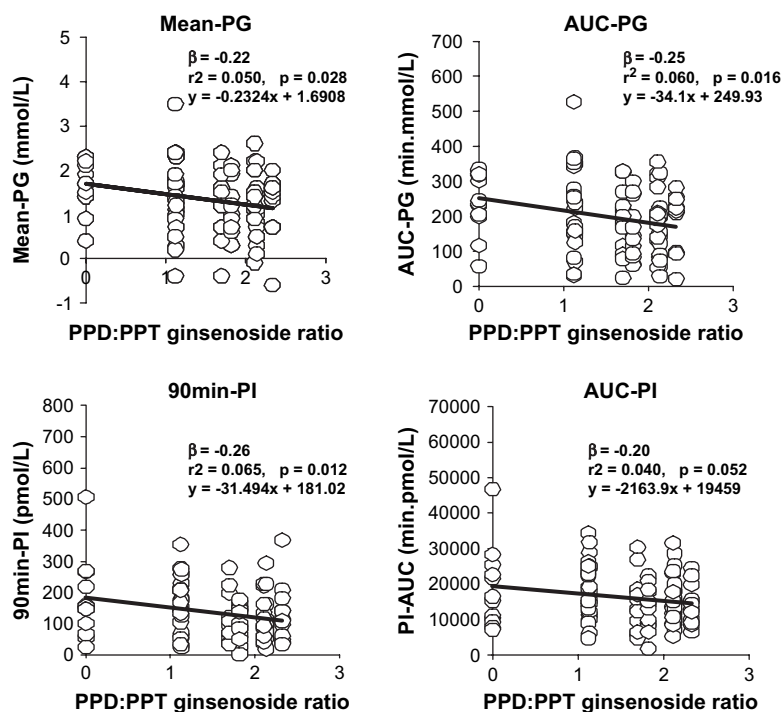 Mean-PG
β = -0.22
r2 = 0.050, p = 0.028
y = -0.2324x + 1.6908
Mean-PG (mmol/L)
5
4
3
2
1
0
-1
0 1 2 3
PPD:PPT ginsenoside ratio
AUC-PG
β = -0.25
r² = 0.060, p = 0.016
y = -34.1x + 249.93
AUC-PG (min.mmol/L)
700
600
500
400
300
200
100
0
0 1 2 3
PPD:PPT ginsenoside ratio
90min-PI
β = -0.26
r2 = 0.065, p = 0.012
y = -31.494x + 181.02
90min-PI (pmol/L)
800
700
600
500
400
300
200
100
0
0 1 2 3
PPD:PPT ginsenoside ratio
AUC-PI
β = -0.20
r2 = 0.040, p = 0.052
y = -2163.9x + 19459
PI-AUC (min.pmol/L)
70000
60000
50000
40000
30000
20000
10000
0
0 1 2 3
PPD:PPT ginsenoside ratio